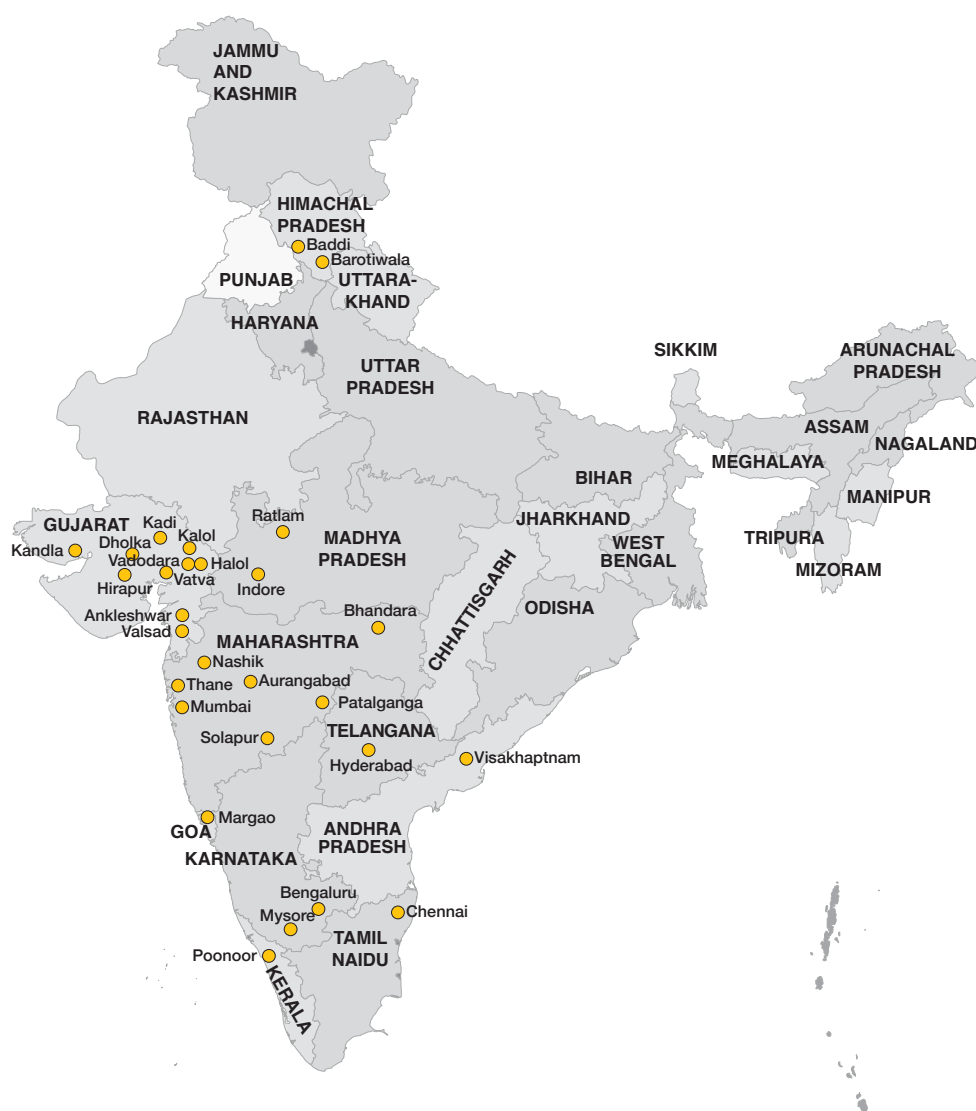 JAMMU
AND
KASHMIR
HIMACHAL
PRADESH
Baddi
Barotiwala
PUNJAB
UTTARA-
KHAND
HARYANA
UTTAR
PRADESH
SIKKIM
ARUNACHAL
PRADESH
RAJASTHAN
ASSAM
NAGALAND
MEGHALAYA
BIHAR
MANIPUR
JHARKHAND
TRIPURA
WEST
BENGAL
MIZORAM
GUJARAT
Kadi
Kalol
Ratlam
MADHYA
PRADESH
Kandla
Dholka
Vadodara
Halol
Vatva
Hirapur
Indore
CHHATTISGARH
ODISHA
Ankleshwar
Valsad
Bhandara
MAHARASHTRA
Nashik
Thane
Aurangabad
Mumbai
Patalganga
Solapur
TELANGANA
Hyderabad
Visakhaptnam
Margao
GOA
ANDHRA
PRADESH
KARNATAKA
Bengaluru
Mysore
Chennai
TAMIL
NAIDU
Poonoor
KERALA